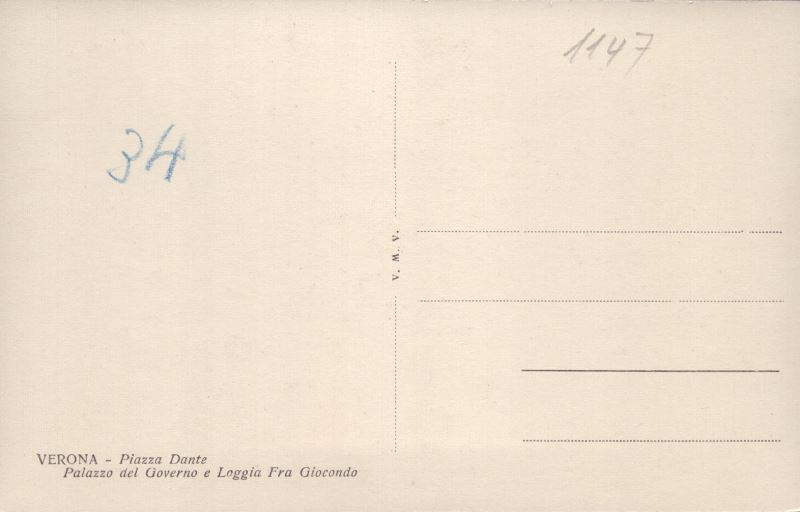 1147
34
V. M. V.
VERONA - Piazza Dante
Palazzo del Governo e Loggia Fra Giocondo